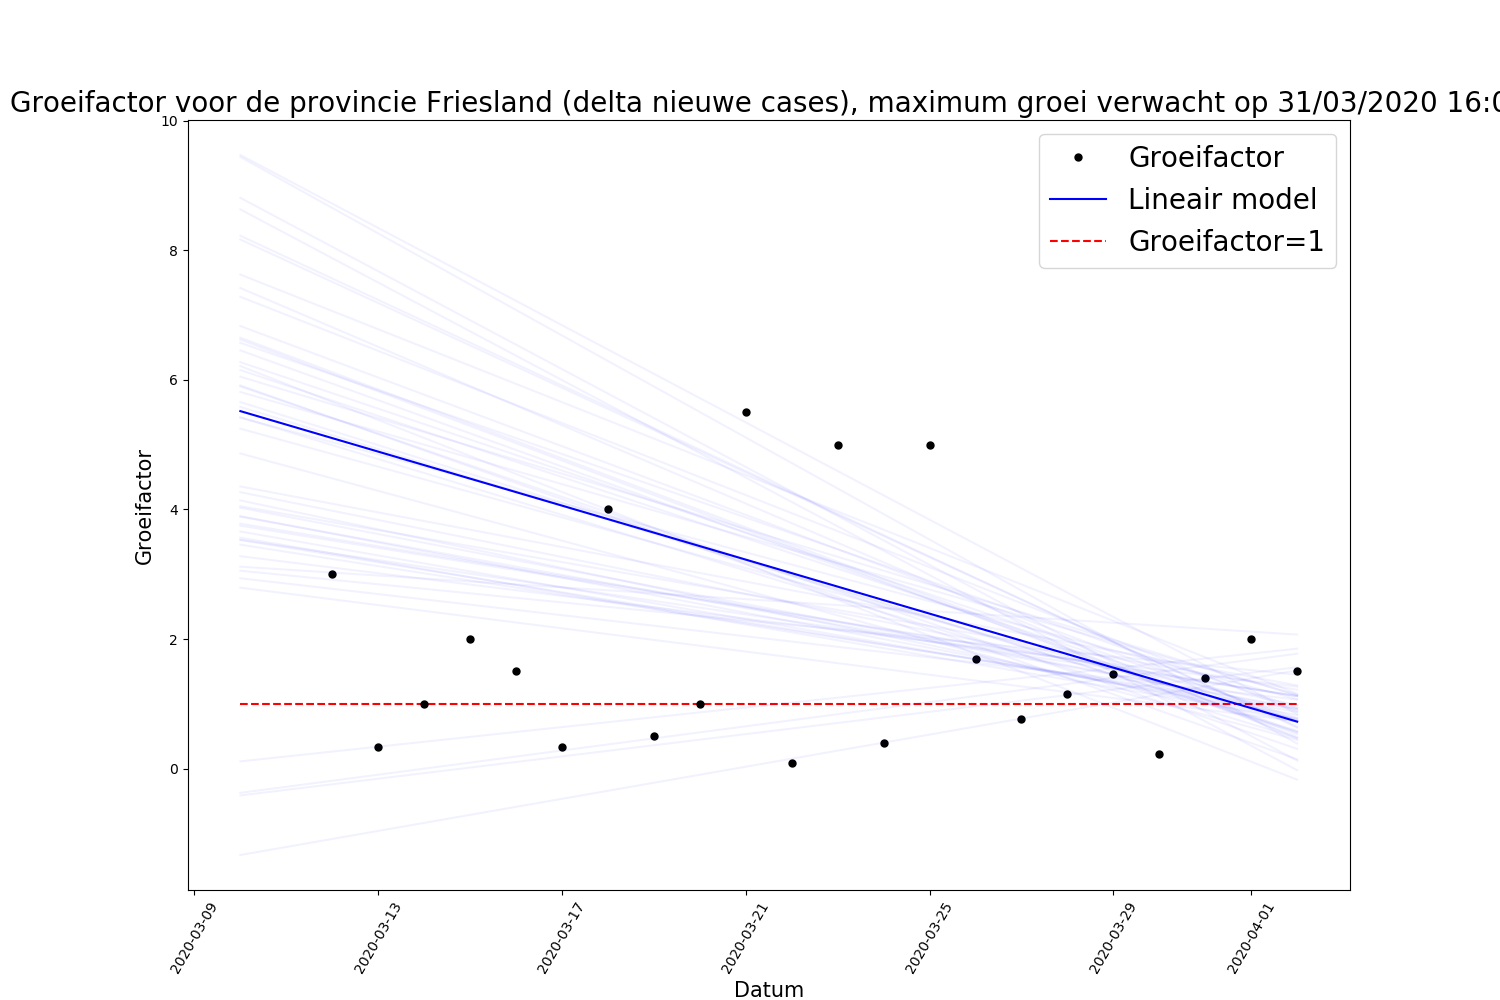 Groeifactor voor de provincie Friesland (delta nieuwe cases), maximum groei verwacht op 31/03/2020 16:0
10
8
6
4
2
0
Groeifactor
Groeifactor
Lineair model
Groeifactor=1
2020-03-09
2020-03-13
2020-03-17
2020-03-21
2020-03-25
2020-03-29
2020-04-01
Datum